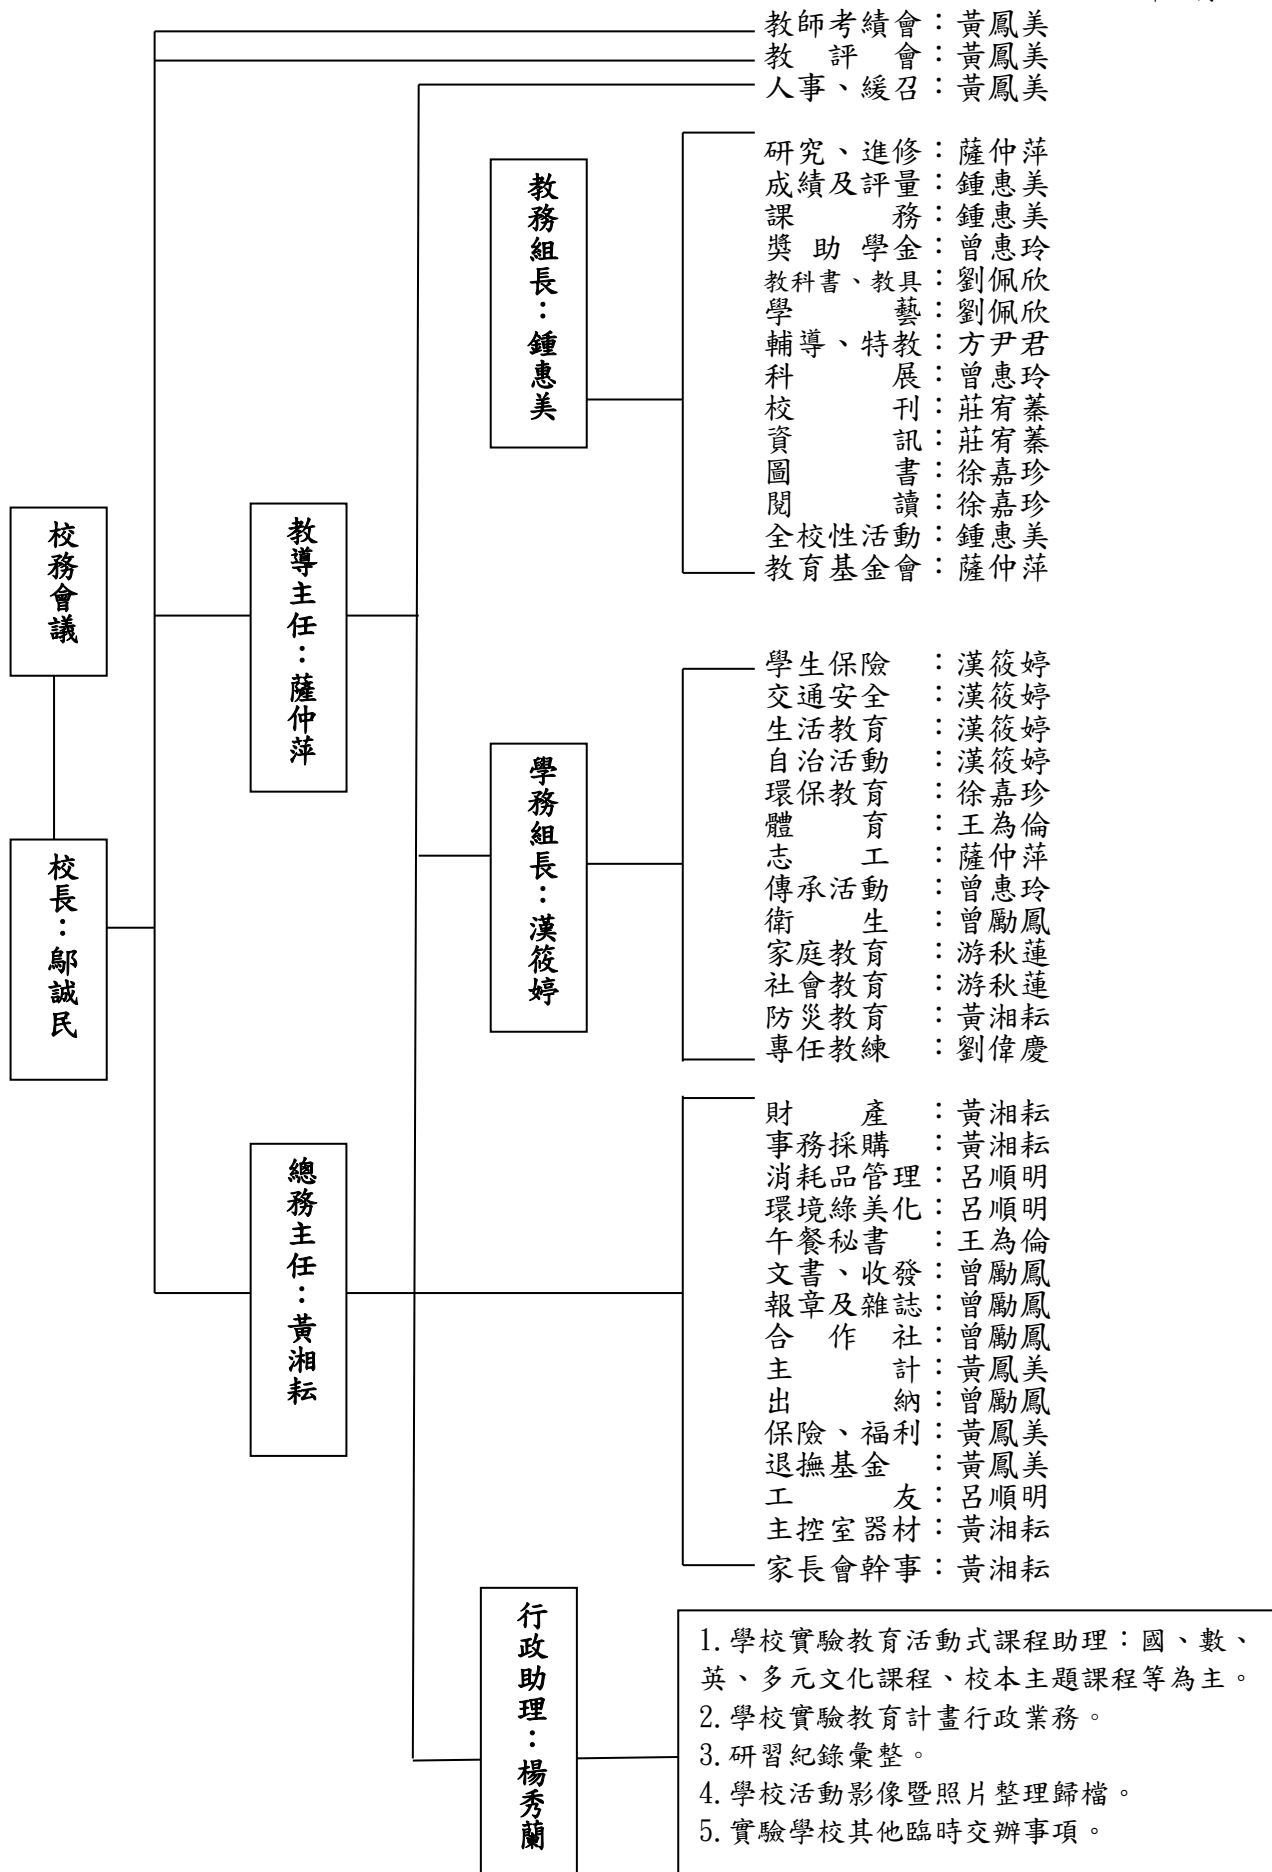 教師考績會：黃鳳美
教評會：黃鳳美
人事、緩召：黃鳳美
教務組長：鍾惠美
研究、進修：薩仲萍
成績及評量：鍾惠美
課務：鍾惠美
獎助學金：曾惠玲
教科書、教具：劉佩欣
學藝：劉佩欣
輔導、特教：方尹君
科展：曾惠玲
校刊：莊宥蓁
資訊：莊宥蓁
圖書：徐嘉珍
閱讀：徐嘉珍
全校性活動：鍾惠美
教育基金會：薩仲萍
校務會議
校長：鄔誠民
教導主任：薩仲萍
學務組長：漢筱婷
學生保險：漢筱婷
交通安全：漢筱婷
生活教育：漢筱婷
自治活動：漢筱婷
環保教育：徐嘉珍
體育：王為倫
志工：薩仲萍
傳承活動：曾惠玲
衛生：曾勵鳳
家庭教育：游秋蓮
社會教育：游秋蓮
防災教育：黃湘耘
專任教練：劉偉慶
總務主任：黃湘耘
財產：黃湘耘
事務採購：黃湘耘
消耗品管理：呂順明
環境綠美化：呂順明
午餐秘書：王為倫
文書、收發：曾勵鳳
報章及雜誌：曾勵鳳
合作社：曾勵鳳
主計：黃鳳美
出納：曾勵鳳
保險、福利：黃鳳美
退撫基金：黃鳳美
工友：呂順明
主控室器材：黃湘耘
家長會幹事：黃湘耘
行政助理：楊秀蘭
1.學校實驗教育活動式課程助理：國、數、
英、多元文化課程、校本主題課程等為主。
2.學校實驗教育計畫行政業務。
3.研習紀錄彙整。
4.學校活動影像暨照片整理歸檔。
5.實驗學校其他臨時交辦事項。